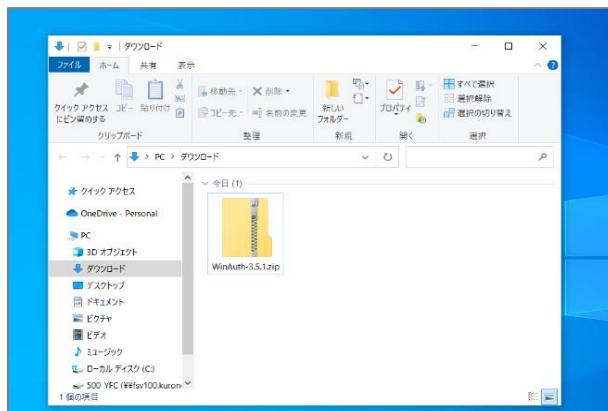 ダウンロード
ファイル ホーム 共有 表示
クイック アクセス
にピン留めする
コピー
貼り付け
移動先
コピー先
削除
名前の変更
新しい
フォルダー
プロパティ
すべて選択
選択解除
選択の切り替え
クリップボード 整理 新規 開く 選択
PC > ダウンロード
今日 (1)
WinAuth-3.5.1.zip
クイック アクセス
OneDrive - Personal
PC
3D オブジェクト
ダウンロード
デスクトップ
ドキュメント
ピクチャ
ビデオ
ミュージック
ローカル ディスク (C:)
500 YFC (¥¥fsv100.kuron
1 個の項目